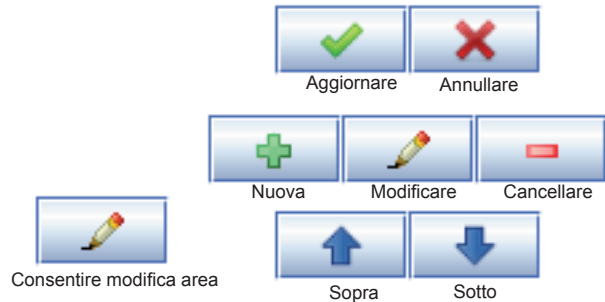 Aggiornare Annullare
Nuova Modificare Cancellare
Consentire modifica area
Sopra Sotto